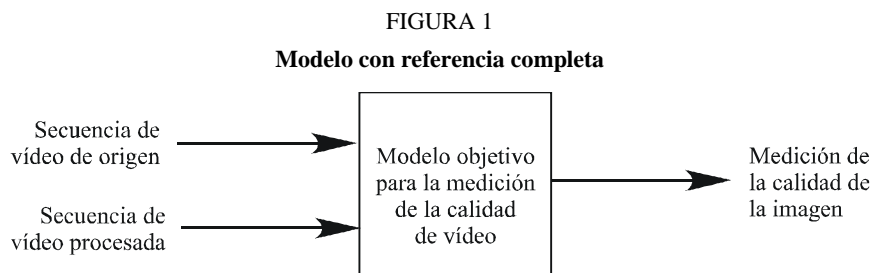 FIGURA 1
Modelo con referencia completa
Secuencia de
vídeo de origen
Secuencia de
vídeo procesada
Modelo objetivo
para la medición
de la calidad
de vídeo
Medición de
la calidad de
la imagen